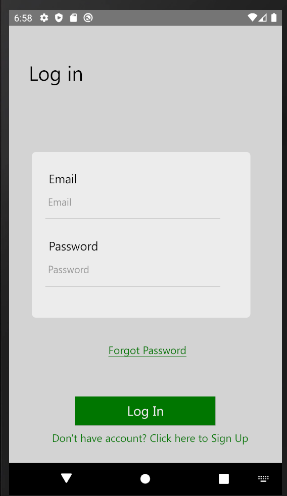 6:58
Log in
Email
Email
Password
Password
Forgot Password
Log In
Don't have account? Click here to Sign Up